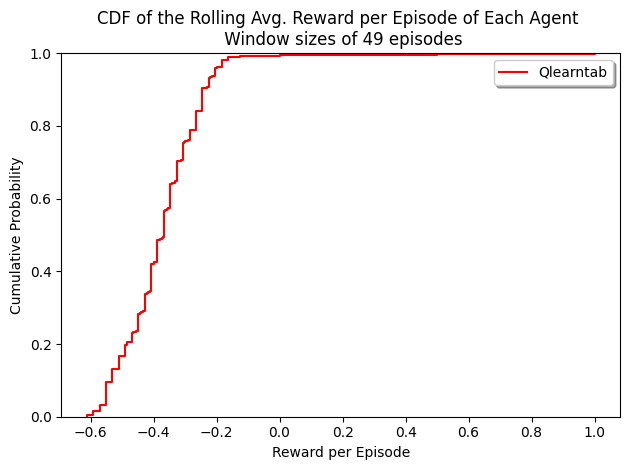 CDF of the Rolling Avg. Reward per Episode of Each Agent
Window sizes of 49 episodes
1.0
Qlearntab
0.8
0.6
0.4
0.2
0.0
Cumulative Probability
−0.6 −0.4 −0.2 0.0 0.2 0.4 0.6 0.8 1.0
Reward per Episode